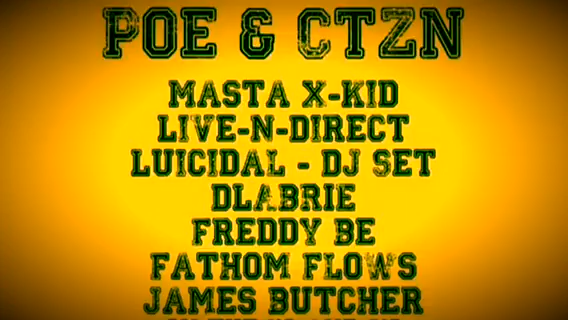 POE & CTZN
MASTA X-KID
LIVE-N-DIRECT
LUICIDAL - DJ SET
DLABRIE
FREDDY BE
FATHOM FLOWS
JAMES BUTCHER